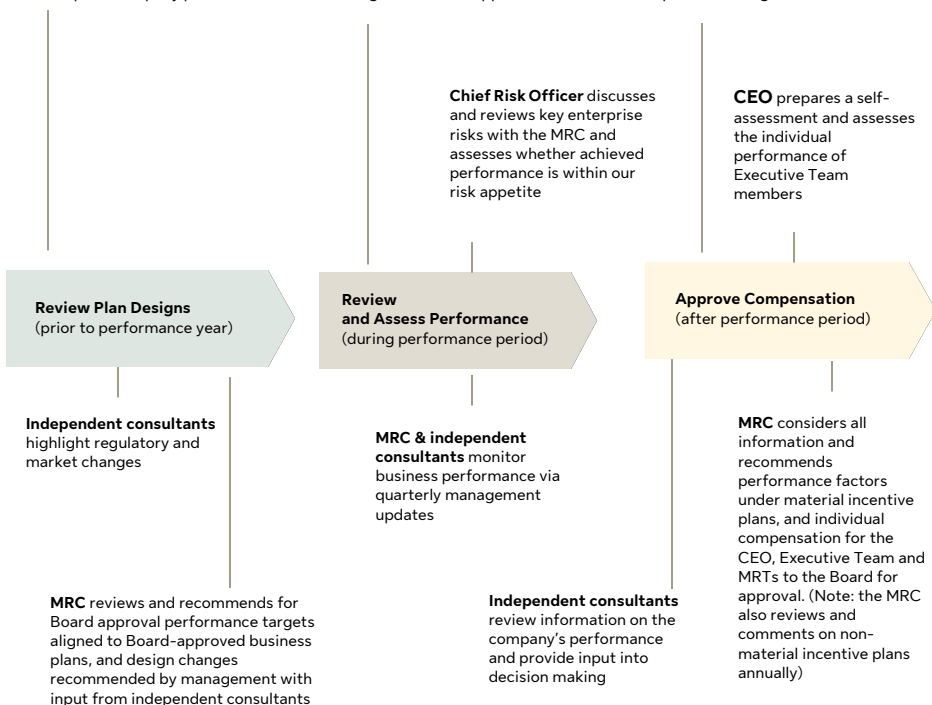 Chief Risk Officer discusses
and reviews key enterprise
risks with the MRC and
assesses whether achieved
performance is within our
risk appetite
CEO prepares a self-
assessment and assesses
the individual
performance of
Executive Team
members
Review Plan Designs
(prior to performance year)
Review
and Assess Performance
(during performance period)
Approve Compensation
(after performance period)
Independent consultants
highlight regulatory and
market changes
MRC & independent
consultants monitor
business performance via
quarterly management
updates
MRC considers all
information and
recommends
performance factors
under material incentive
plans, and individual
compensation for the
CEO, Executive Team and
MRTs to the Board for
approval. (Note: the MRC
also reviews and
comments on non-
material incentive plans
annually)
MRC reviews and recommends for
Board approval performance targets
aligned to Board-approved business
plans, and design changes
recommended by management with
input from independent consultants
Independent consultants
review information on the
company's performance
and provide input into
decision making